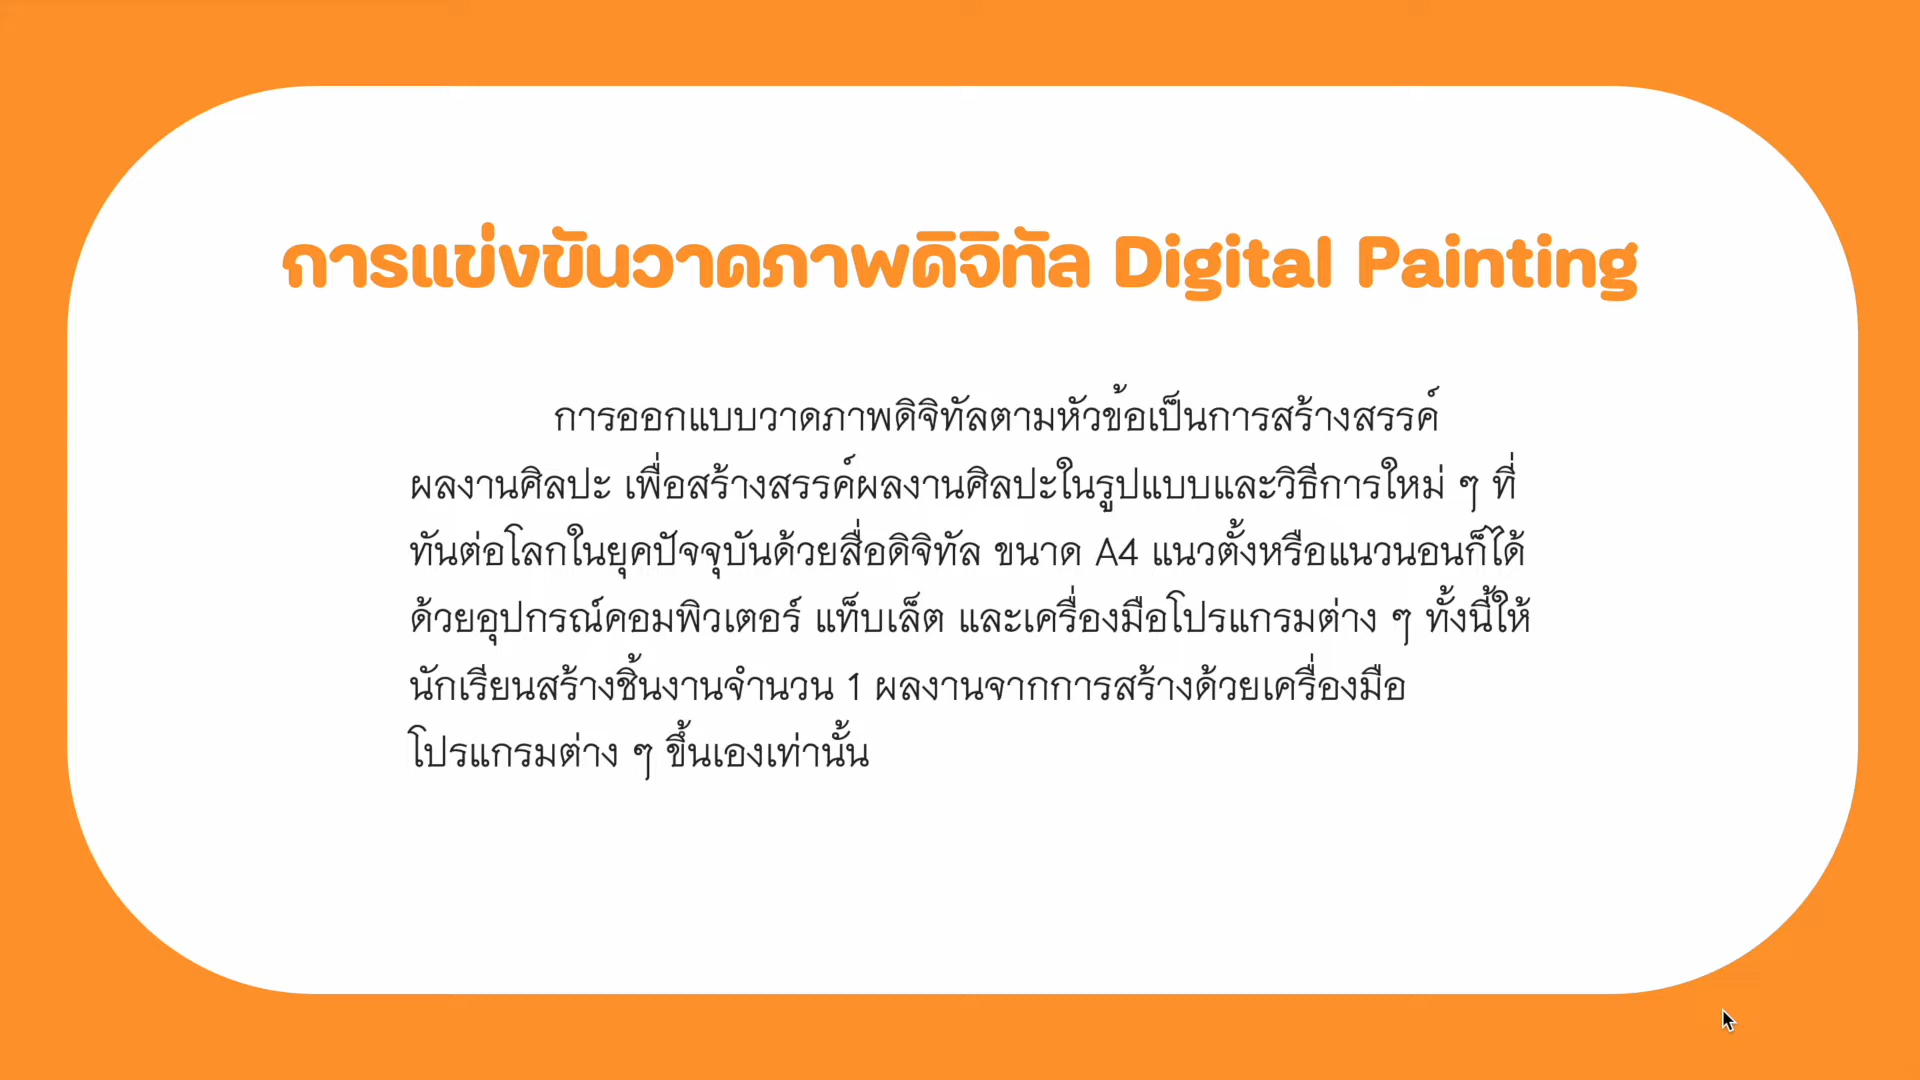 การแข่งขันวาดภาพดิจิทัล Digital Painting
การออกแบบวาดภาพดิจิทัลตามหัวข้อเป็นการสร้างสรรค์
ผลงานศิลปะ เพื่อสร้างสรรค์ผลงานศิลปะในรูปแบบและวิธีการใหม่ ๆ ที่
ทันต่อโลกในยุคปัจจุบันด้วยสื่อดิจิทัล ขนาด A4 แนวตั้งหรือแนวนอนก็ได้
ด้วยอุปกรณ์คอมพิวเตอร์ แท็บเล็ต และเครื่องมือโปรแกรมต่าง ๆ ทั้งนี้ให้
นักเรียนสร้างชิ้นงานจำนวน 1 ผลงานจากการสร้างด้วยเครื่องมือ
โปรแกรมต่าง ๆ ขึ้นเองเท่านั้น